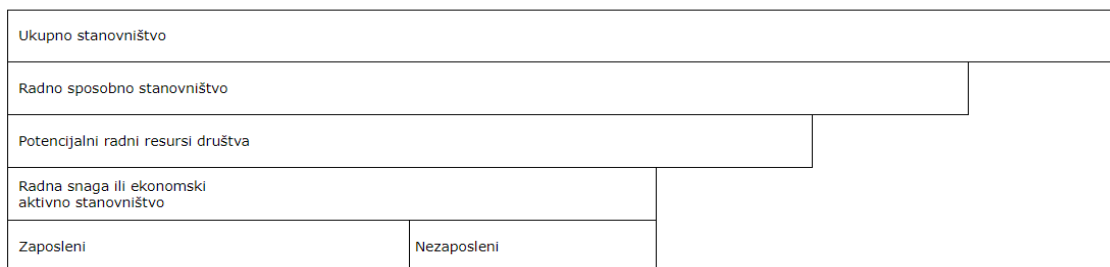 Ukupno stanovništvo
Radno sposobno stanovništvo
Potencijalni radni resursi društva
Radna snaga ili ekonomski
aktivno stanovništvo
Zaposleni
Nezaposleni